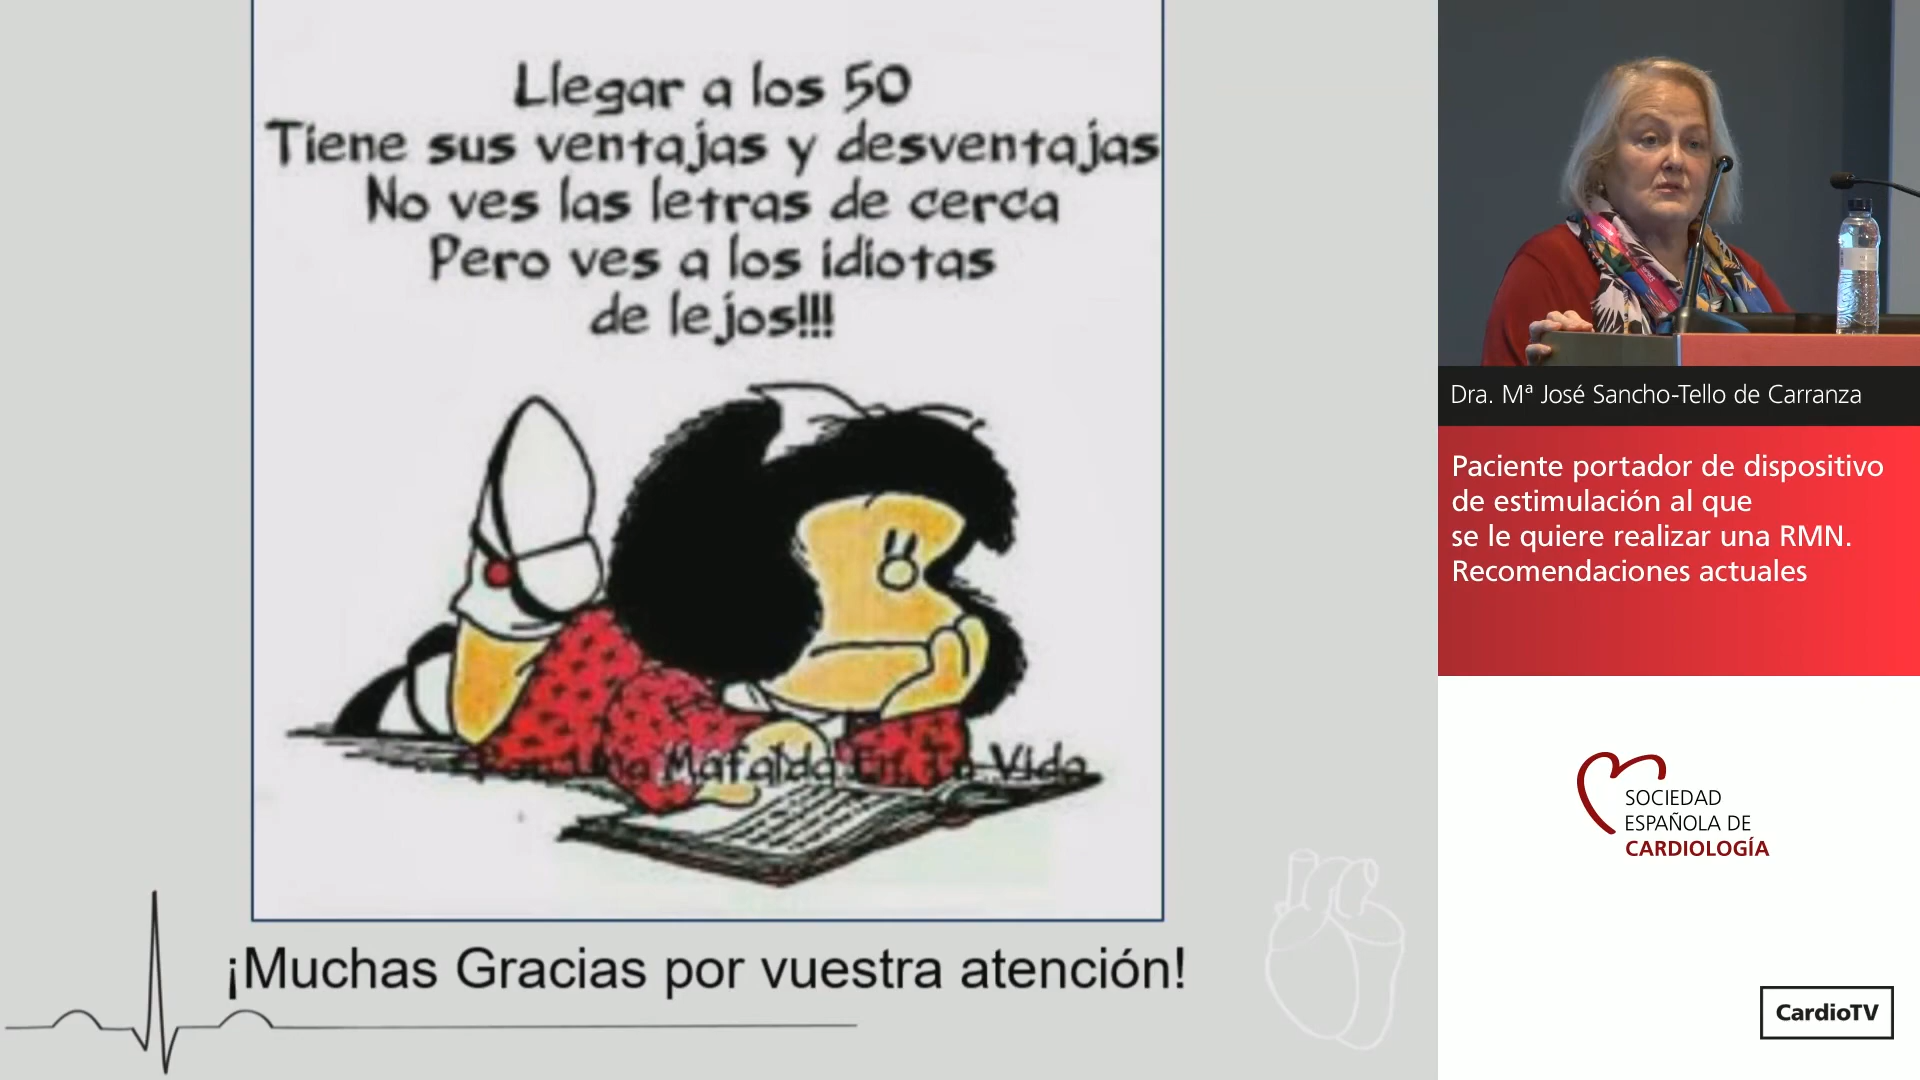 Llegar a los 50
Tiene sus ventajas y desventajas
No ves las letras de cerca
Pero ves a los idiotas
de lejos!!!
Mafalda En Tu Vida
¡Muchas Gracias por vuestra atención!
Dra. Mª José Sancho-Tello de Carranza
Paciente portador de dispositivo
de estimulación al que
se le quiere realizar una RMN.
Recomendaciones actuales
SOCIEDAD
ESPAÑOLA DE
CARDIOLOGÍA
CardioTV